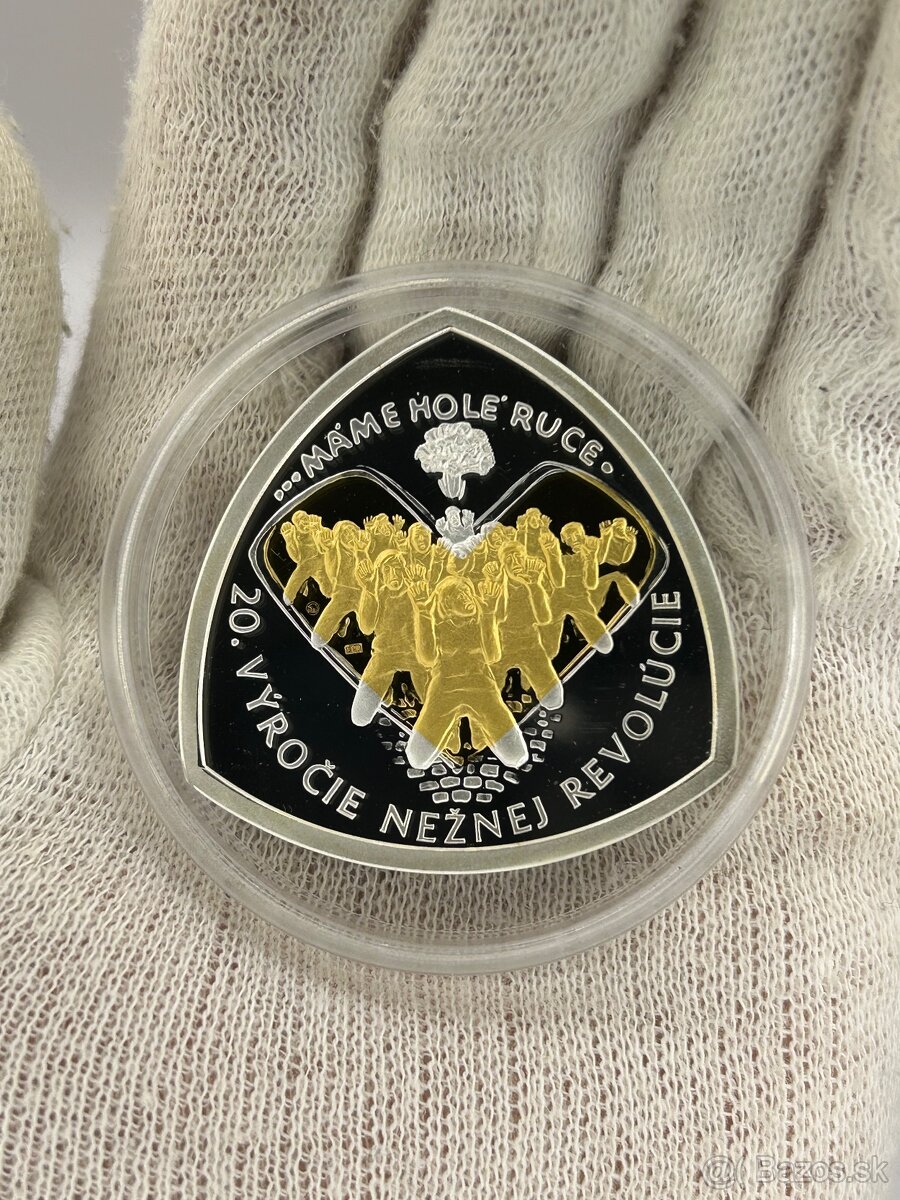 ...MÁME HOLÉ RUCE.
20. VÝROČIE NEŽNEJ REVOLÚCIE
@ Bazos.sk